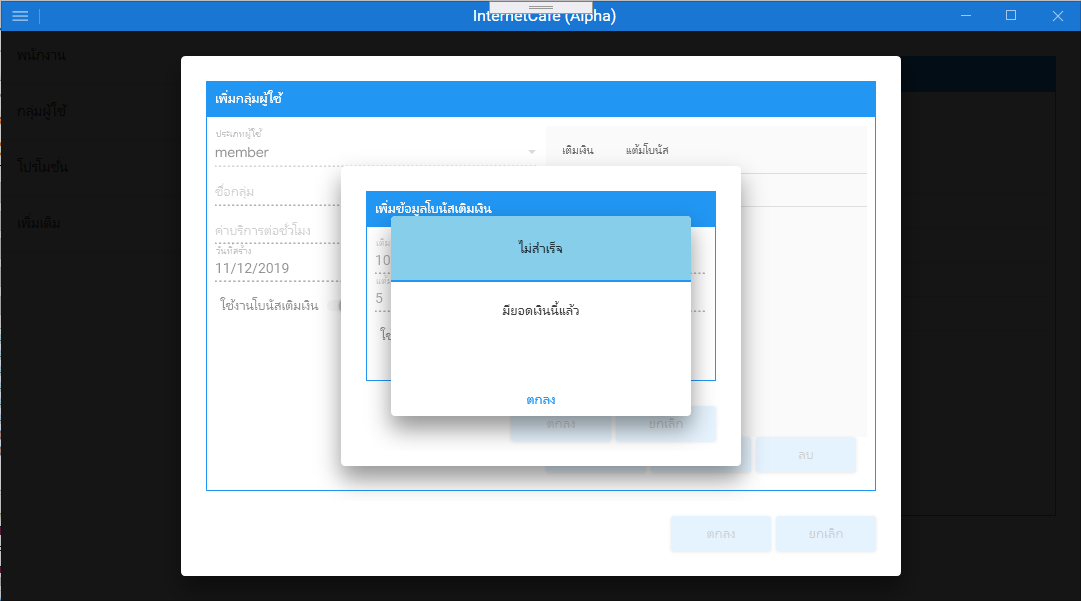 InternetCafe (Alpha)
พนักงาน
กลุ่มผู้ใช้
โปรโมชั่น
เพิ่มเติม
เพิ่มกลุ่มผู้ใช้
ประเภทผู้ใช้
member
เติมเงิน แต้มโบนัส
ชื่อกลุ่ม
ค่าบริการต่อชั่วโมง
วันที่สร้าง
11/12/2019
ใช้งานโบนัสเติมเงิน
เพิ่มข้อมูลโบนัสเติมเงิน
10
5
ไม่สำเร็จ
มียอดเงินนี้แล้ว
ตกลง
ตกลง ยกเลิก
ลบ
ตกลง ยกเลิก